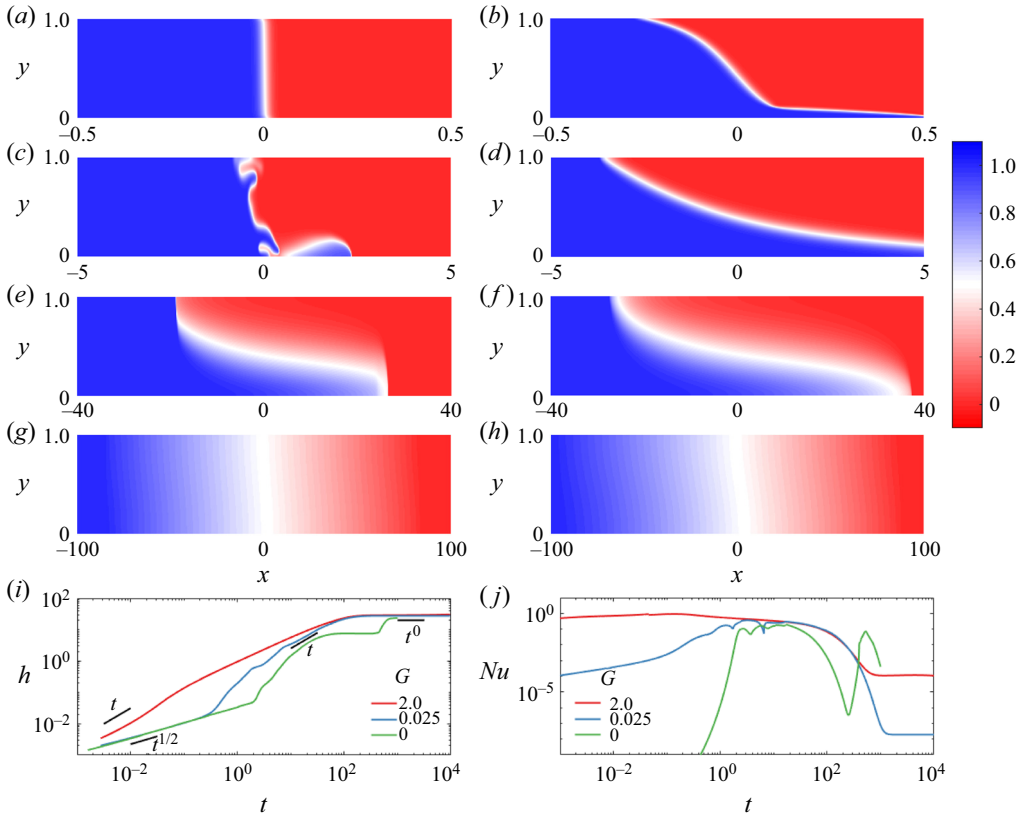 (a) 1.0 y 0 –0.5 0 0.5
(b) 1.0 y 0 –0.5 0 0.5
(c) 1.0 y 0 –5 0 5
(d) 1.0 y 0 –5 0 5
1.0
0.8
0.6
0.4
0.2
0
(e) 1.0 y 0 –40 0 40
(f) 1.0 y 0 –40 0 40
(g) 1.0 y 0 –100 0 100
x
(h) 1.0 y 0 –100 0 100
x
(i)
10^2
10^0
10^–2
h
t
t^1/2
t
t^0
G
2.0
0.025
0
10^–2 10^0 10^2 10^4
t
(j)
10^0
10^–5
Nu
G
2.0
0.025
0
10^–2 10^0 10^2 10^4
t